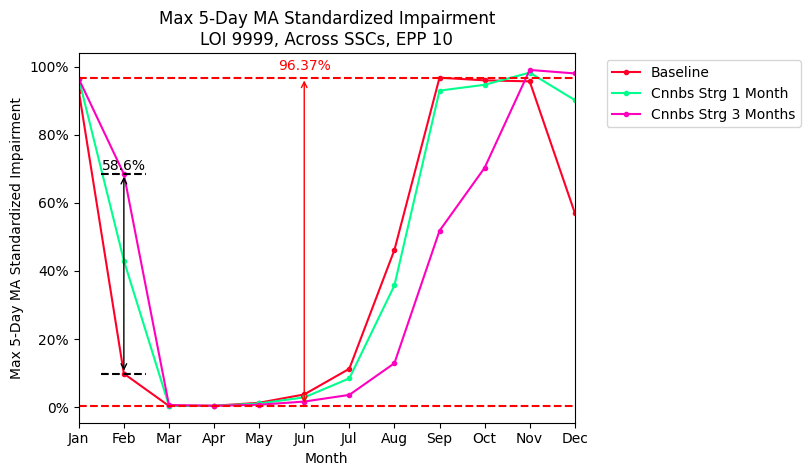 Max 5-Day MA Standardized Impairment
LOI 9999, Across SSCs, EPP 10
Max 5-Day MA Standardized Impairment
100%
80%
60%
40%
20%
0%
96.37%
58.6%
Jan Feb Mar Apr May Jun Jul Aug Sep Oct Nov Dec
Month
Baseline
Cnnbs Strg 1 Month
Cnnbs Strg 3 Months